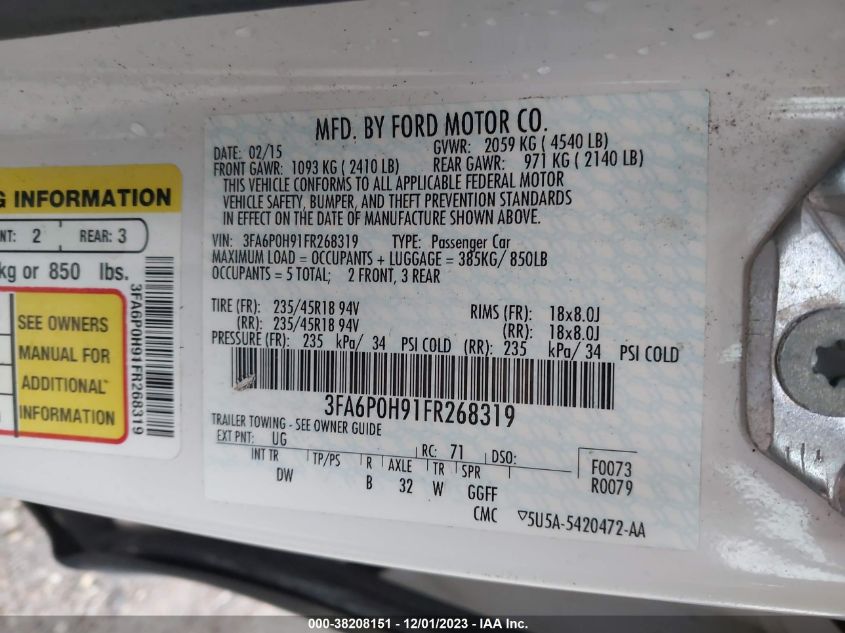 G INFORMATION
NT: 2 REAR: 3
kg or 850 lbs.
SEE OWNERS
MANUAL FOR
ADDITIONAL
INFORMATION
3FA6P0H91FR268319
MFD. BY FORD MOTOR CO.
DATE: 02/15 GVWR: 2059 KG ( 4540 LB)
FRONT GAWR: 1093 KG ( 2410 LB) REAR GAWR: 971 KG ( 2140 LB)
THIS VEHICLE CONFORMS TO ALL APPLICABLE FEDERAL MOTOR
VEHICLE SAFETY, BUMPER, AND THEFT PREVENTION STANDARDS
IN EFFECT ON THE DATE OF MANUFACTURE SHOWN ABOVE.
VIN: 3FA6P0H91FR268319 TYPE: Passenger Car
MAXIMUM LOAD = OCCUPANTS + LUGGAGE = 385KG/ 850LB
OCCUPANTS = 5 TOTAL; 2 FRONT, 3 REAR
TIRE (FR): 235/45R18 94V RIMS (FR): 18x8.0J
(RR): 235/45R18 94V (RR): 18x8.0J
PRESSURE (FR): 235 kPa/ 34 PSI COLD (RR): 235 kPa/ 34 PSI COLD
3FA6P0H91FR268319
TRAILER TOWING - SEE OWNER GUIDE
EXT PNT: UG RC: 71 DSO: F0073
INT TR TP/PS R AXLE TR SPR R0079
DW B 32 W GGFF
CMC ▽5U5A-5420472-AA
000-38208151 - 12/01/2023 - IAA Inc.